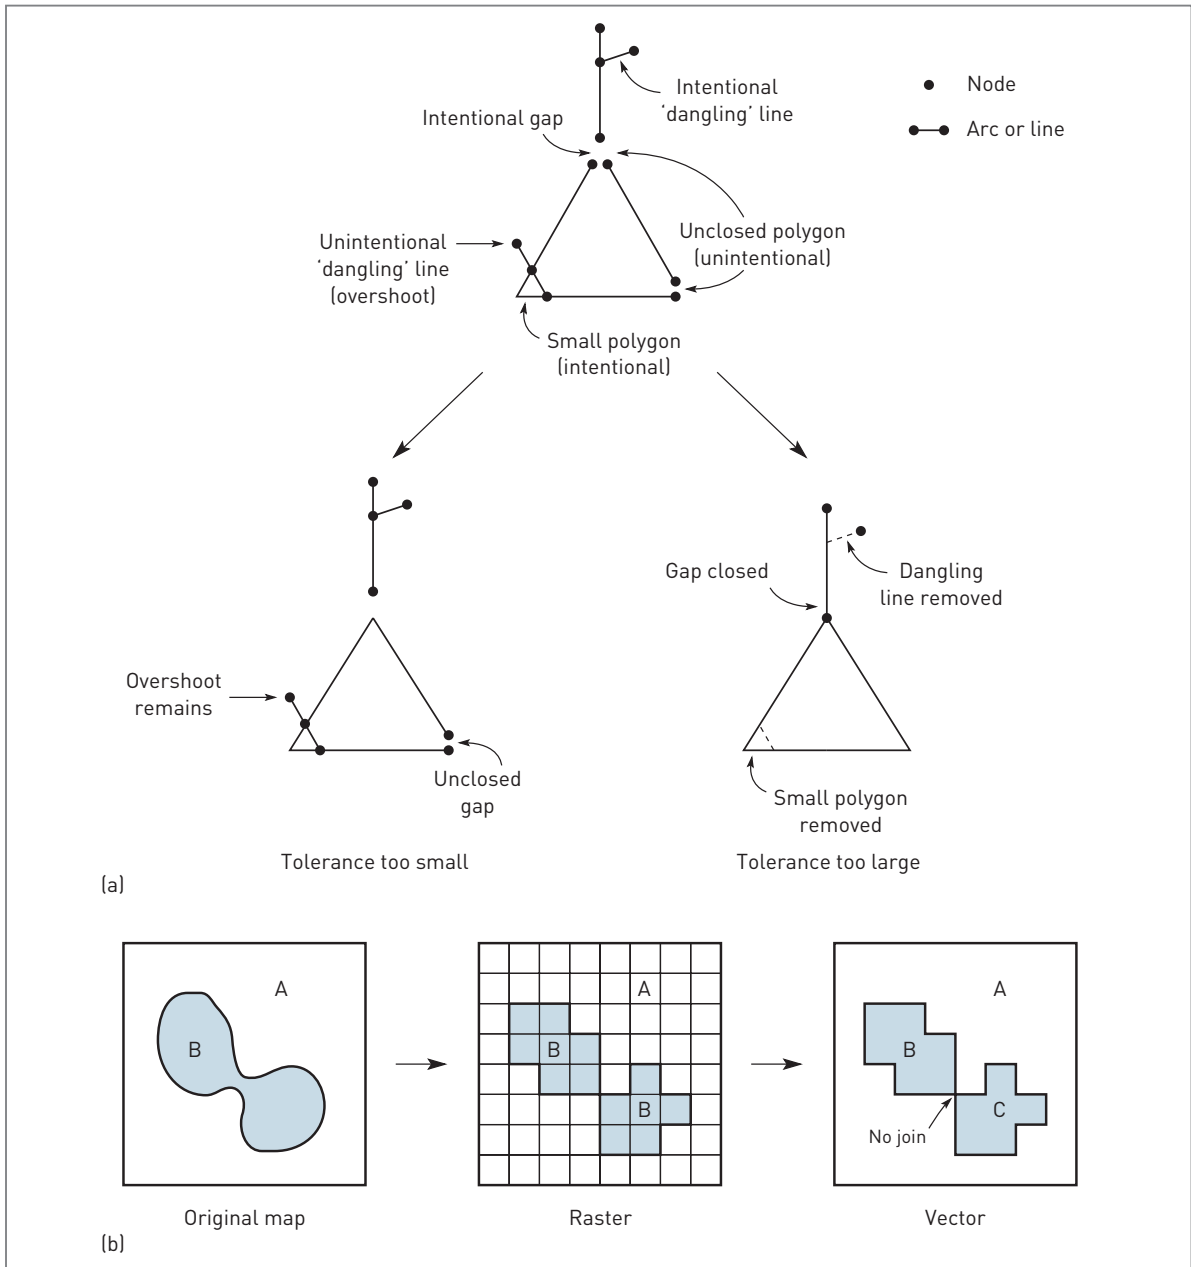 Intentional
‘dangling’ line
Node
Arc or line
Intentional gap
Unintentional
‘dangling’ line
(overshoot)
Unclosed polygon
(unintentional)
Small polygon
(intentional)
Overshoot
remains
Unclosed
gap
Gap closed
Dangling
line removed
Small polygon
removed
Tolerance too small
Tolerance too large
(a)
A
B
A
B
B
A
B
C
No join
Original map
Raster
Vector
(b)